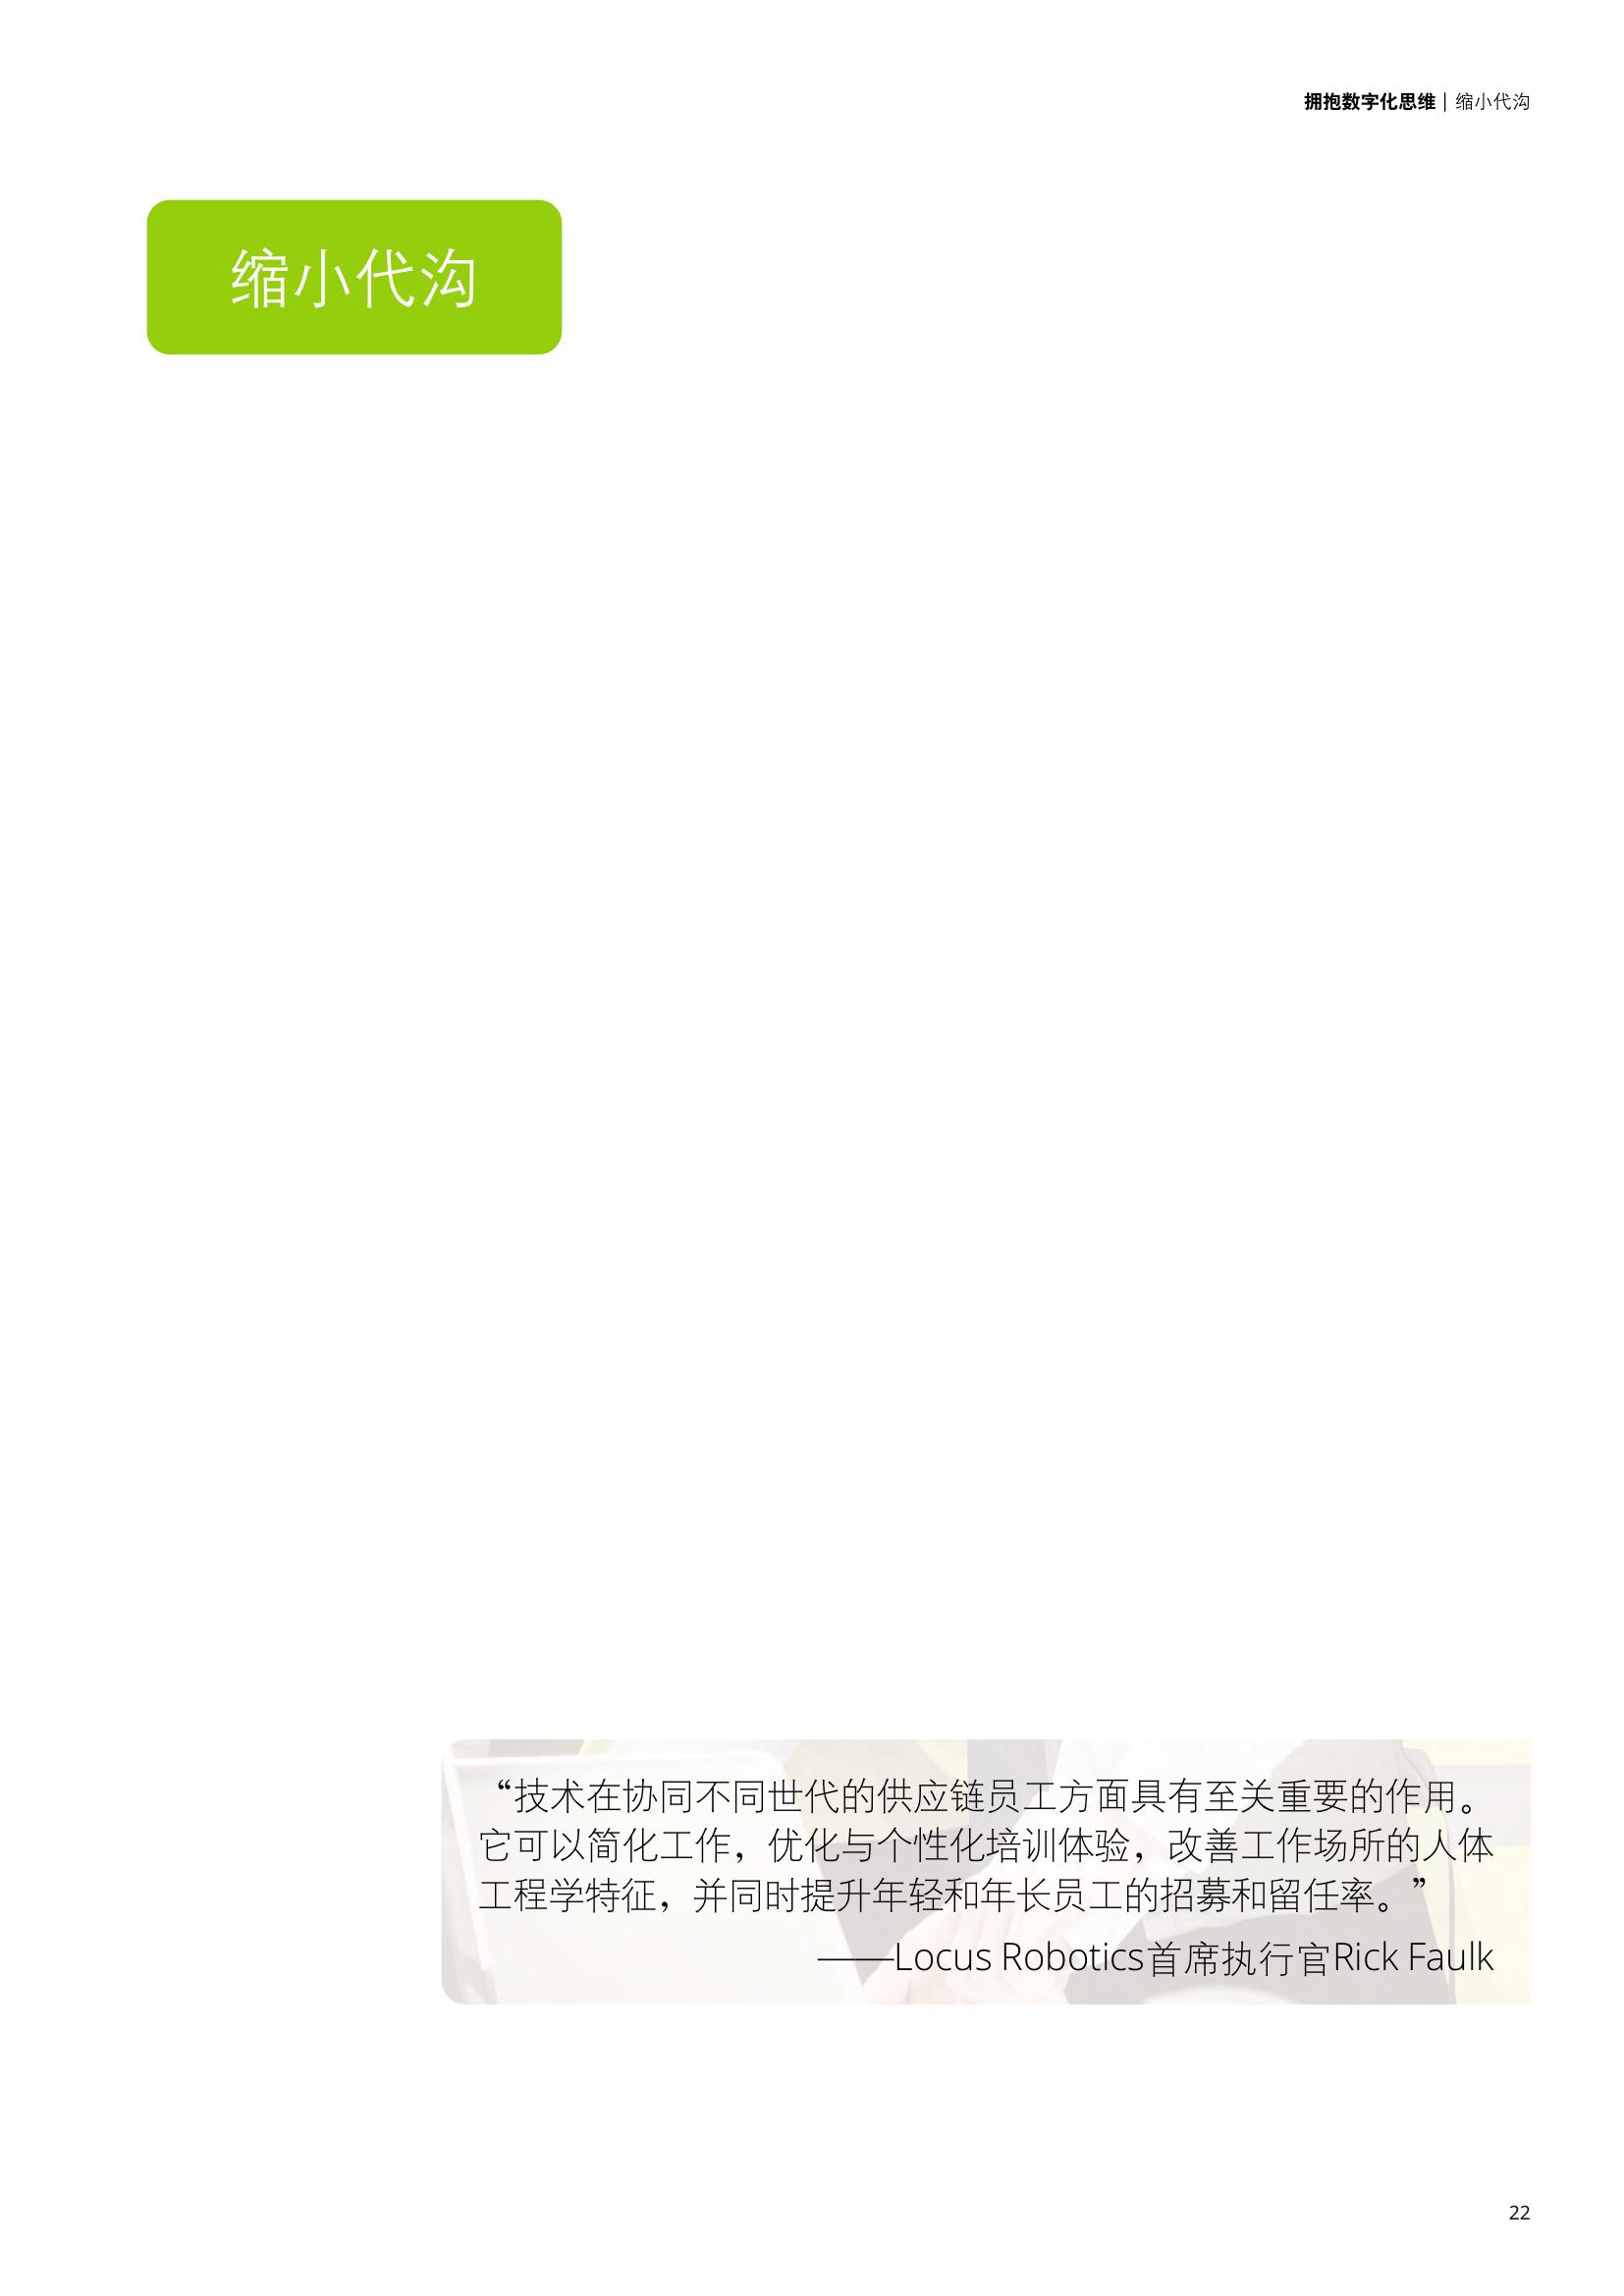 拥抱数字化思维 | 缩小代沟
缩小代沟
“技术在协同不同世代的供应链员工方面具有至关重要的作用。
它可以简化工作，优化与个性化培训体验，改善工作场所的人体
工程学特征，并同时提升年轻和年长员工的招募和留任率。”
——Locus Robotics首席执行官Rick Faulk
22